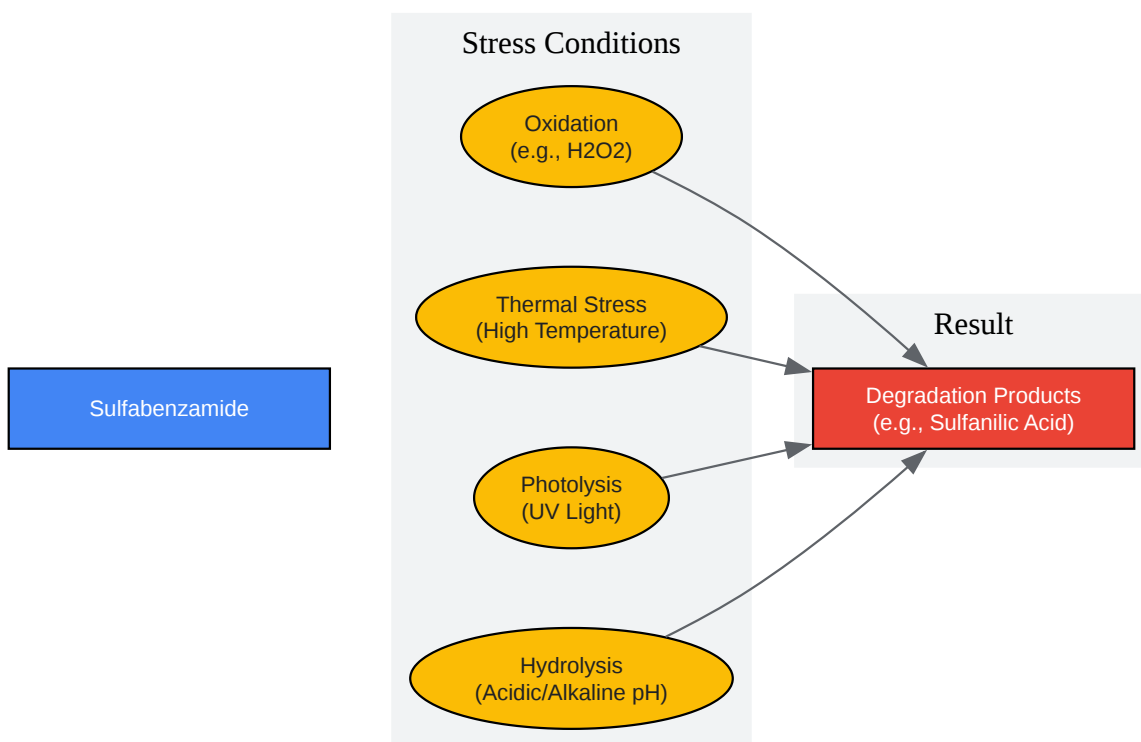 Stress Conditions
Oxidation
(e.g., H2O2)
Thermal Stress
(High Temperature)
Result
Sulfabenzamide
Degradation Products
(e.g., Sulfanilic Acid)
Photolysis
(UV Light)
Hydrolysis
(Acidic/Alkaline pH)